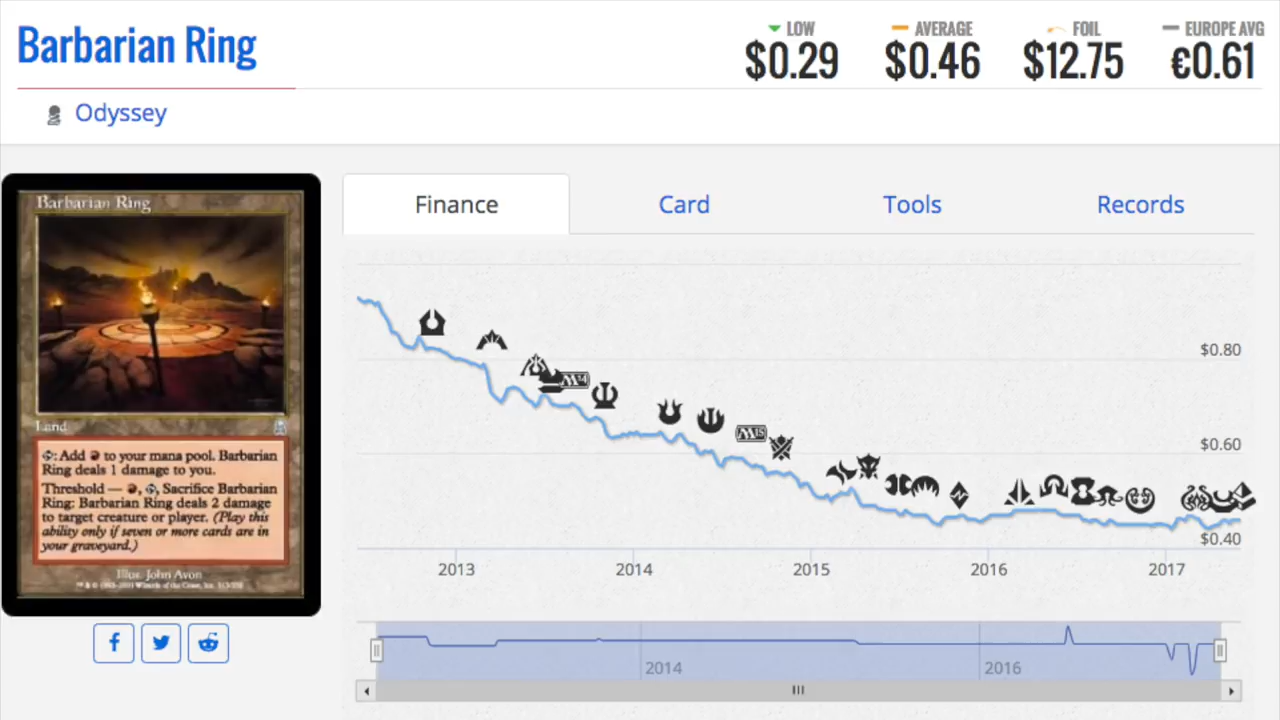 Barbarian Ring
LOW
$0.29
AVERAGE
$0.46
FOIL
$12.75
EUROPE AVG
€0.61
Odyssey
Finance
Card
Tools
Records
Barbarian Ring
Land
: Add to your mana pool. Barbarian
Ring deals 1 damage to you.
Threshold — , , Sacrifice Barbarian
Ring: Barbarian Ring deals 2 damage
to target creature or player. (Play this
ability only if seven or more cards are in
your graveyard.)
Illus. John Avon
M14
M15
$0.80
$0.60
$0.40
2013
2014
2015
2016
2017
2014
2016